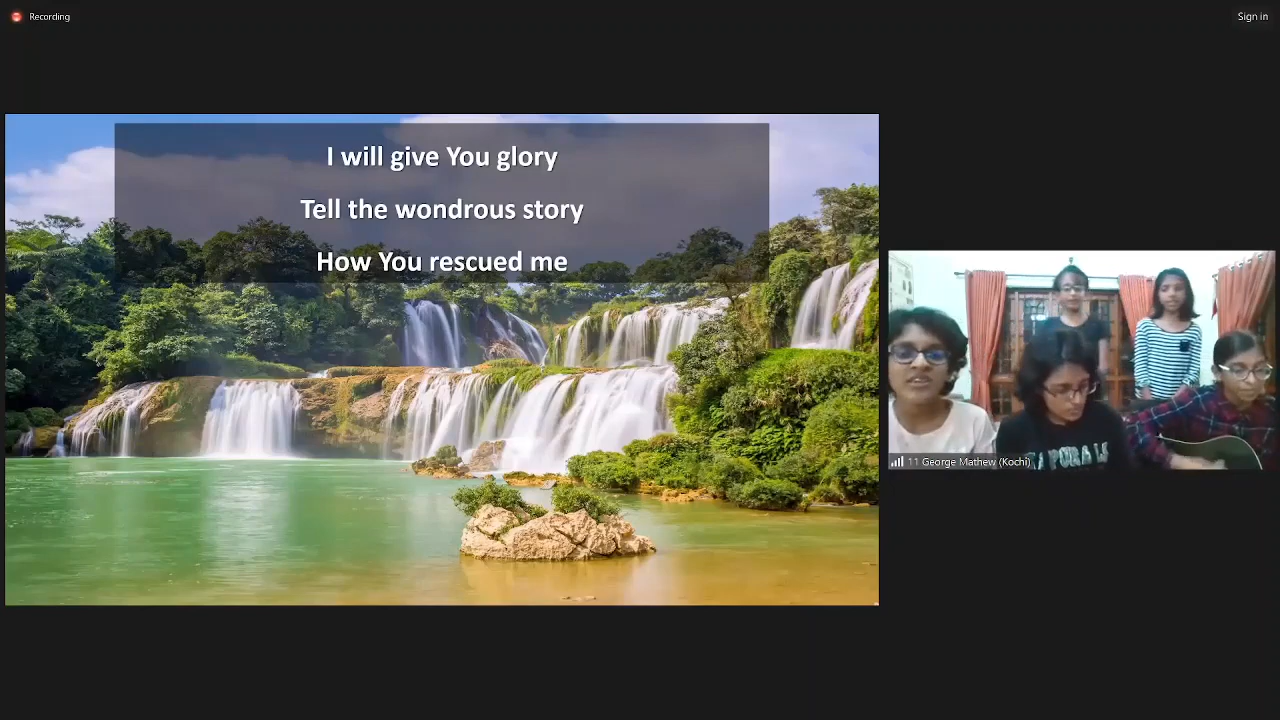 Recording
Sign in
I will give You glory
Tell the wondrous story
How You rescued me
11 George Mathew (Kochi)